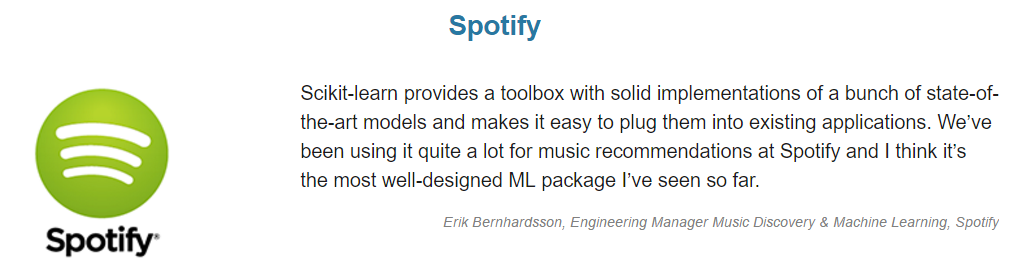 Spotify
Scikit-learn provides a toolbox with solid implementations of a bunch of state-of-
the-art models and makes it easy to plug them into existing applications. We’ve
been using it quite a lot for music recommendations at Spotify and I think it’s
the most well-designed ML package I’ve seen so far.
Erik Bernhardsson, Engineering Manager Music Discovery & Machine Learning, Spotify
Spotify®